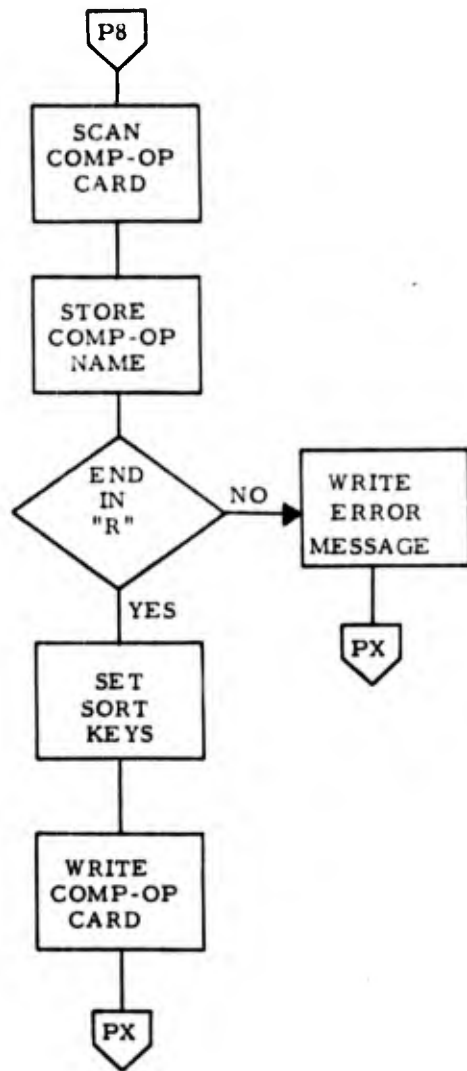 P8
SCAN
COMP-OP
CARD
STORE
COMP-OP
NAME
END
IN
"R"
NO
WRITE
ERROR
MESSAGE
PX
YES
SET
SORT
KEYS
WRITE
COMP-OP
CARD
PX